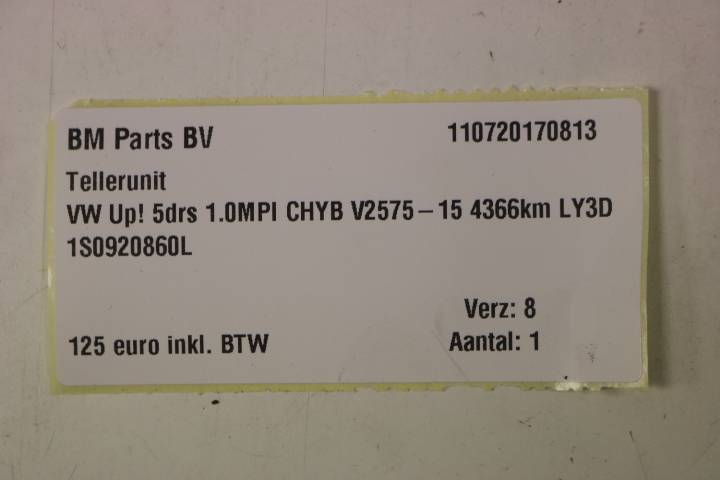 BM Parts BV 110720170813
Tellerunit
VW Up! 5drs 1.0MPI CHYB V2575-15 4366km LY3D
1S0920860L
Verz: 8
125 euro inkl. BTW Aantal: 1